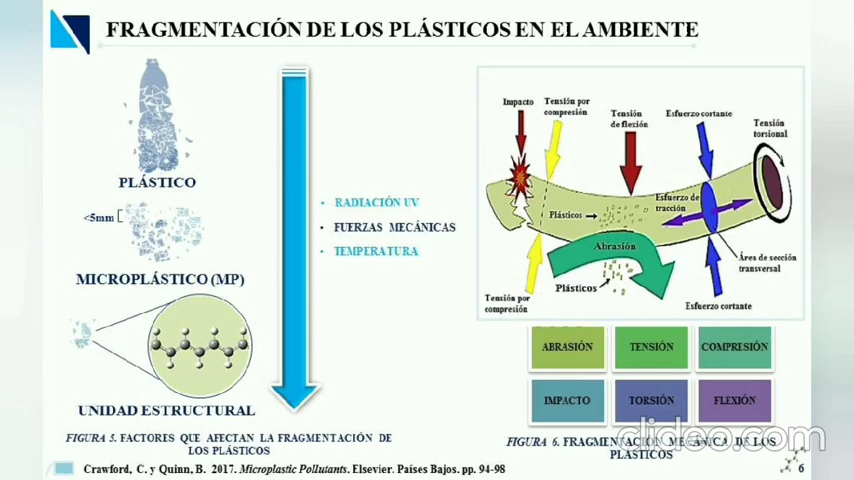 FRAGMENTACIÓN DE LOS PLÁSTICOS EN EL AMBIENTE
PLÁSTICO
<5mm
MICROPLÁSTICO (MP)
UNIDAD ESTRUCTURAL
• RADIACIÓN UV
• FUERZAS MECÁNICAS
• TEMPERATURA
FIGURA 5. FACTORES QUE AFECTAN LA FRAGMENTACIÓN DE
LOS PLÁSTICOS
Impacto
Tensión por
compresión
Tensión
de flexión
Esfuerzo cortante
Tensión
torsional
Plásticos
Esfuerzo de
tracción
Abrasión
Plásticos
Área de sección
transversal
Tensión por
compresión
Esfuerzo cortante
ABRASIÓN
TENSIÓN
COMPRESIÓN
IMPACTO
TORSIÓN
FLEXIÓN
FIGURA 6. FRAGMENTACIÓN MECÁNICA DE LOS
PLÁSTICOS
clideo.com
Crawford, C. y Quinn, B. 2017. Microplastic Pollutants. Elsevier. Países Bajos. pp. 94-98
6